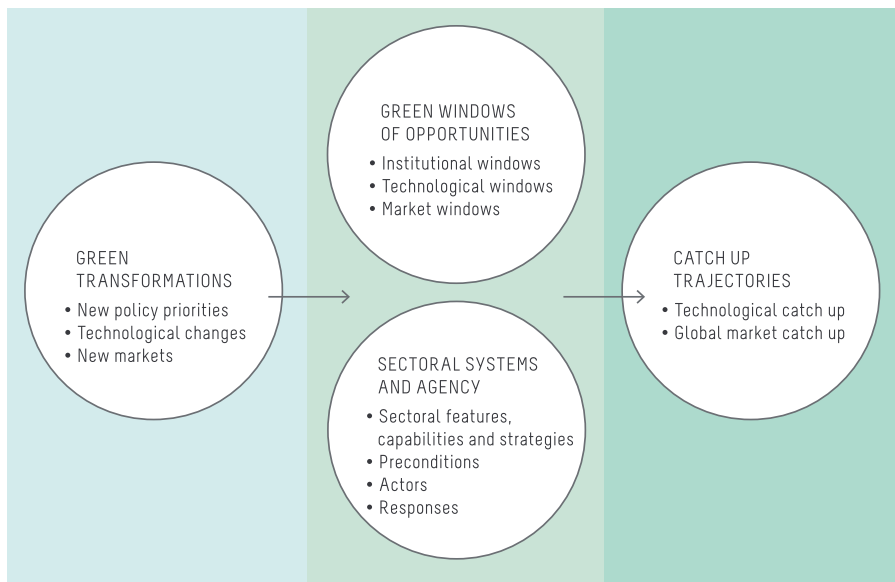 GREEN
TRANSFORMATIONS
• New policy priorities
• Technological changes
• New markets
GREEN WINDOWS
OF OPPORTUNITIES
• Institutional windows
• Technological windows
• Market windows
SECTORAL SYSTEMS
AND AGENCY
• Sectoral features,
capabilities and strategies
• Preconditions
• Actors
• Responses
CATCH UP
TRAJECTORIES
• Technological catch up
• Global market catch up